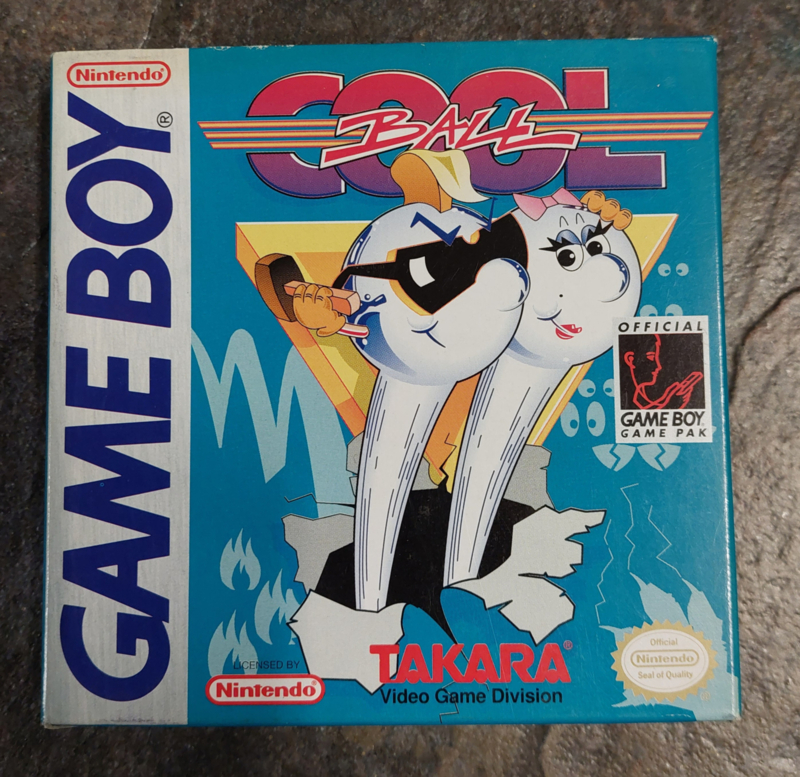 Nintendo®
GAME BOY®
COOL
BALL
OFFICIAL
GAME BOY
GAME PAK
LICENSED BY
Nintendo®
TAKARA®
Video Game Division
Official
Nintendo
Seal of Quality